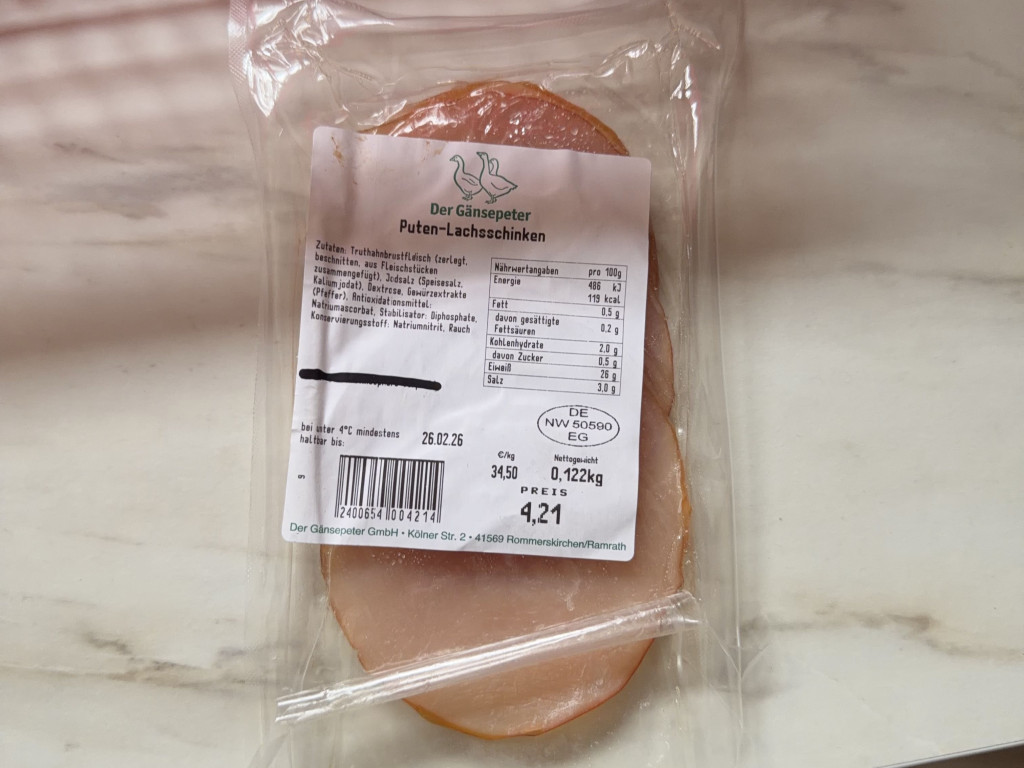 Der Gänsepeter
Puten-Lachsschinken
Zutaten: Truthahnbrustfleisch (zerlegt,
beschnitten, aus Fleischstücken
zusammengefügt), Jodsalz (Speisesalz,
Kaliumjodat), Dextrose, Gewürzextrakte
(Pfeffer), Antioxidationsmittel:
Natriumascorbat, Stabilisator: Diphosphate,
Konservierungsstoff: Natriumnitrit, Rauch
Nährwertangaben pro 100g
Energie 486 kJ
119 kcal
Fett 0.5 g
davon gesättigte
Fettsäuren 0,2 g
Kohlenhydrate 2,0 g
davon Zucker 0,5 g
Eiweiß 26 g
Salz 3,0 g
DE
NW 50590
EG
bei unter 4°C mindestens
haltbar bis: 26.02.26
€/kg Nettogewicht
34,50 0,122kg
PREIS
4,21
9
2400654 004214
Der Gänsepeter GmbH • Kölner Str. 2 • 41569 Rommerskirchen/Ramrath